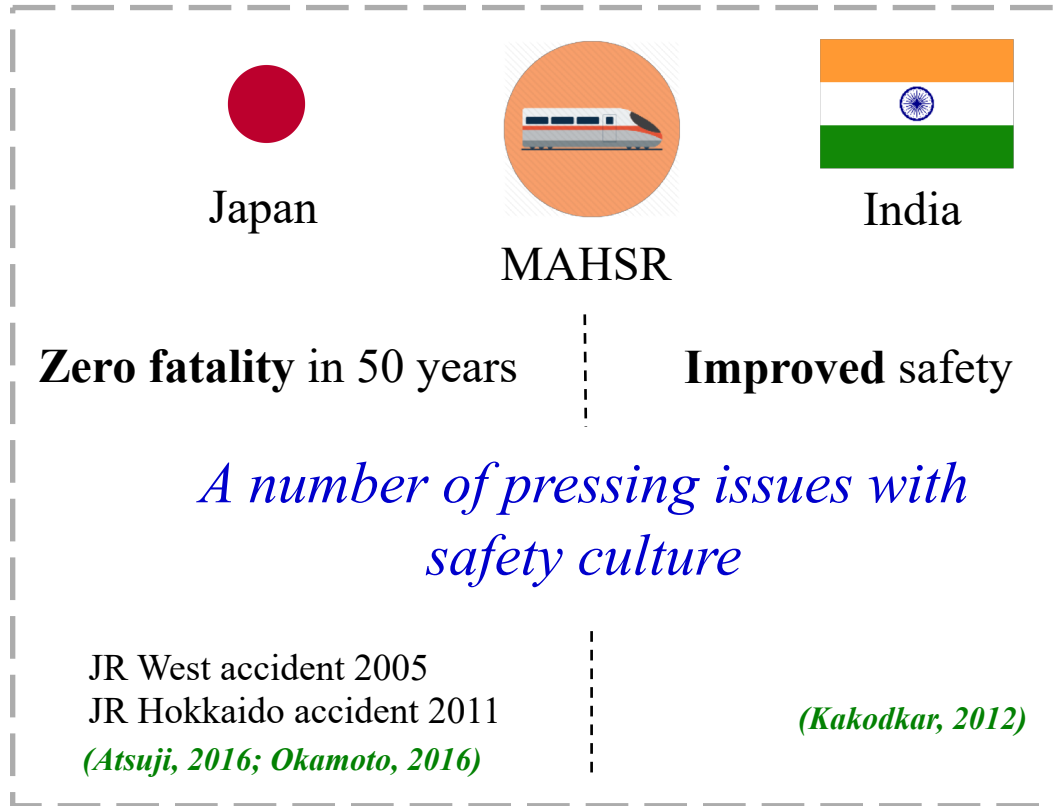 Japan
MAHSR
India
Zero fatality in 50 years
Improved safety
A number of pressing issues with
safety culture
JR West accident 2005
JR Hokkaido accident 2011
(Atsuji, 2016; Okamoto, 2016)
(Kakodkar, 2012)